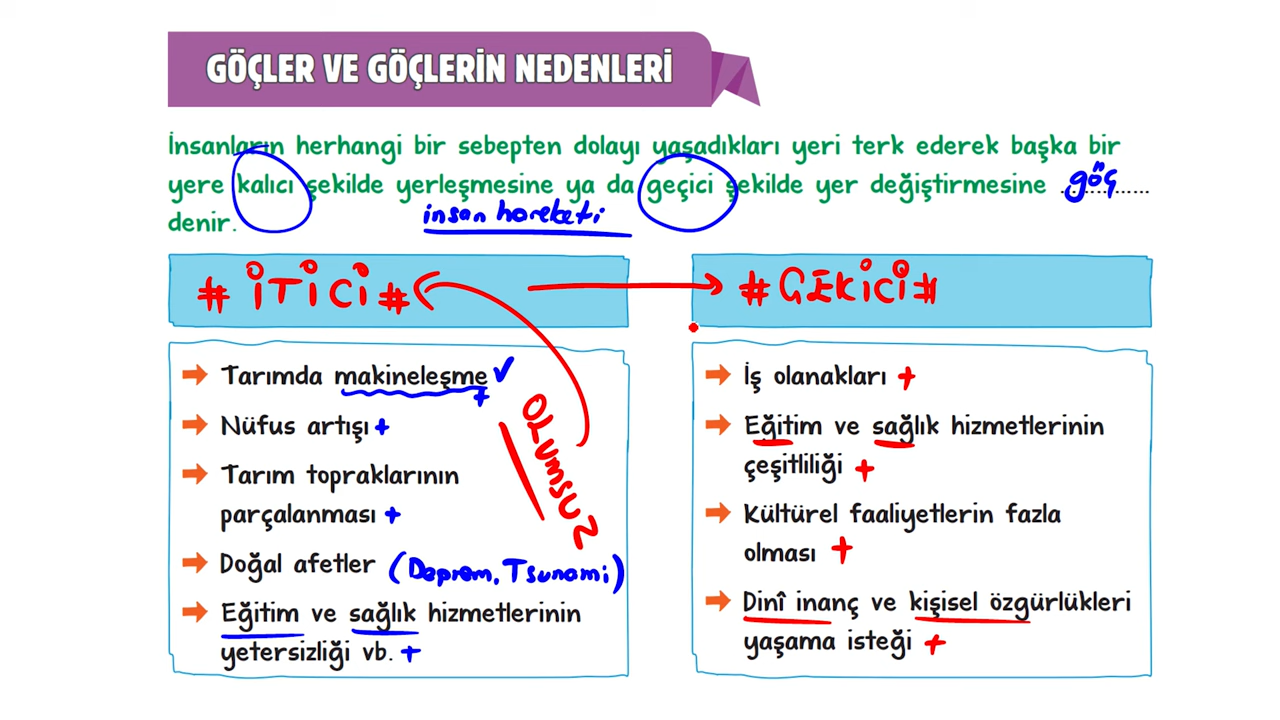 GÖÇLER VE GÖÇLERİN NEDENLERİ
İnsanların herhangi bir sebepten dolayı yaşadıkları yeri terk ederek başka bir
yere kalıcı şekilde yerleşmesine ya da geçici şekilde yer değiştirmesine göç
denir.
insan hareketi
# İTİCİ #
Tarımda makineleşme
Nüfus artışı +
Tarım topraklarının
parçalanması +
Doğal afetler (Deprem, Tsunami)
Eğitim ve sağlık hizmetlerinin
yetersizliği vb. +
OLUMSUZ
# ÇEKİCİ #
İş olanakları +
Eğitim ve sağlık hizmetlerinin
çeşitliliği +
Kültürel faaliyetlerin fazla
olması +
Dinî inanç ve kişisel özgürlükleri
yaşama isteği +